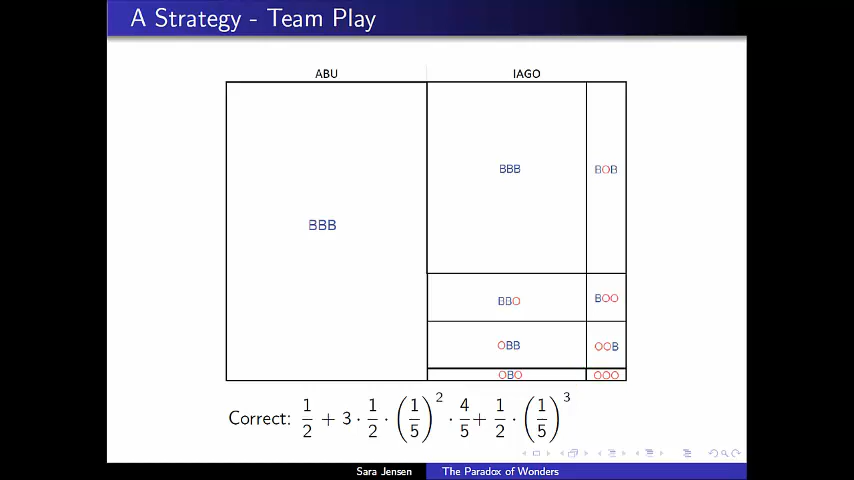 A Strategy - Team Play
ABU IAGO
BBB BOB
BBB
BBO BOO
OBB OOB
OBO OOO
Correct: 1/2 + 3 · 1/2 · (1/5)^2 · 4/5 + 1/2 · (1/5)^3
Sara Jensen The Paradox of Wonders